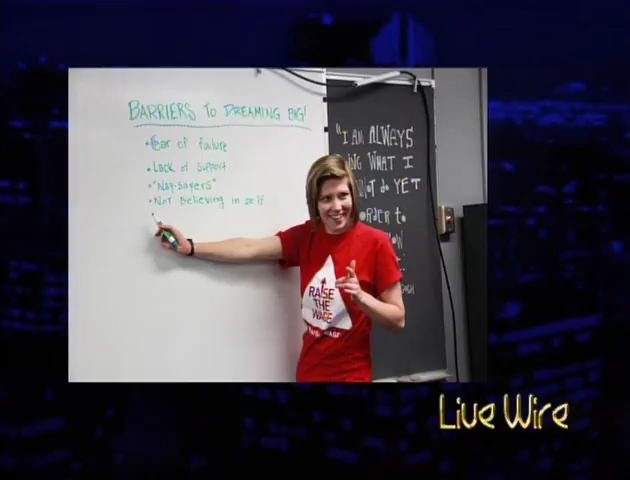 BARRIERS TO DREAMING BIG!
• Fear of failure
• Lack of support
• "Nay-sayers"
• Not Believing in self
"I AM ALWAYS
WHAT I
NOT do YET
ORDER to
RAISE
THE
WAGE
Live Wire